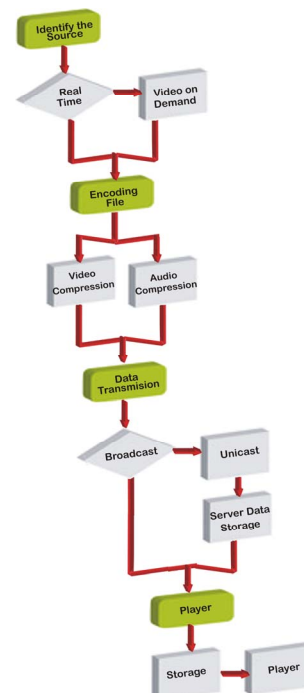 Identify the
Source
Real
Time
Video on
Demand
Encoding
File
Video
Compression
Audio
Compression
Data
Transmision
Broadcast
Unicast
Server Data
Storage
Player
Storage
Player